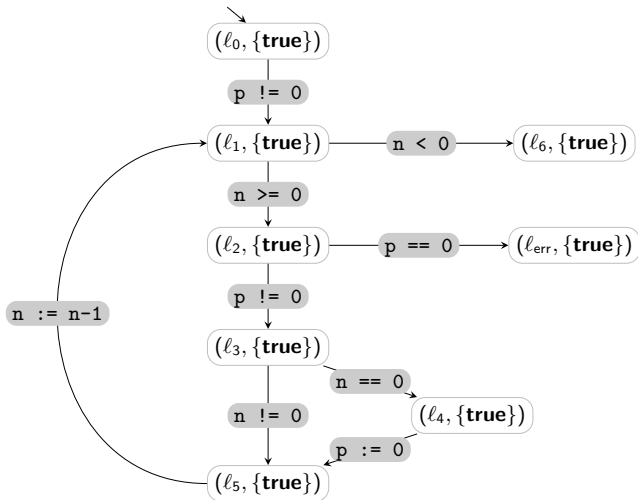 (ℓ₀, {true})
p != 0
(ℓ₁, {true}) n < 0 (ℓ₆, {true})
n >= 0
(ℓ₂, {true}) p == 0 (ℓ_err, {true})
p != 0
n := n-1
(ℓ₃, {true})
n == 0
n != 0 (ℓ₄, {true})
p := 0
(ℓ₅, {true})